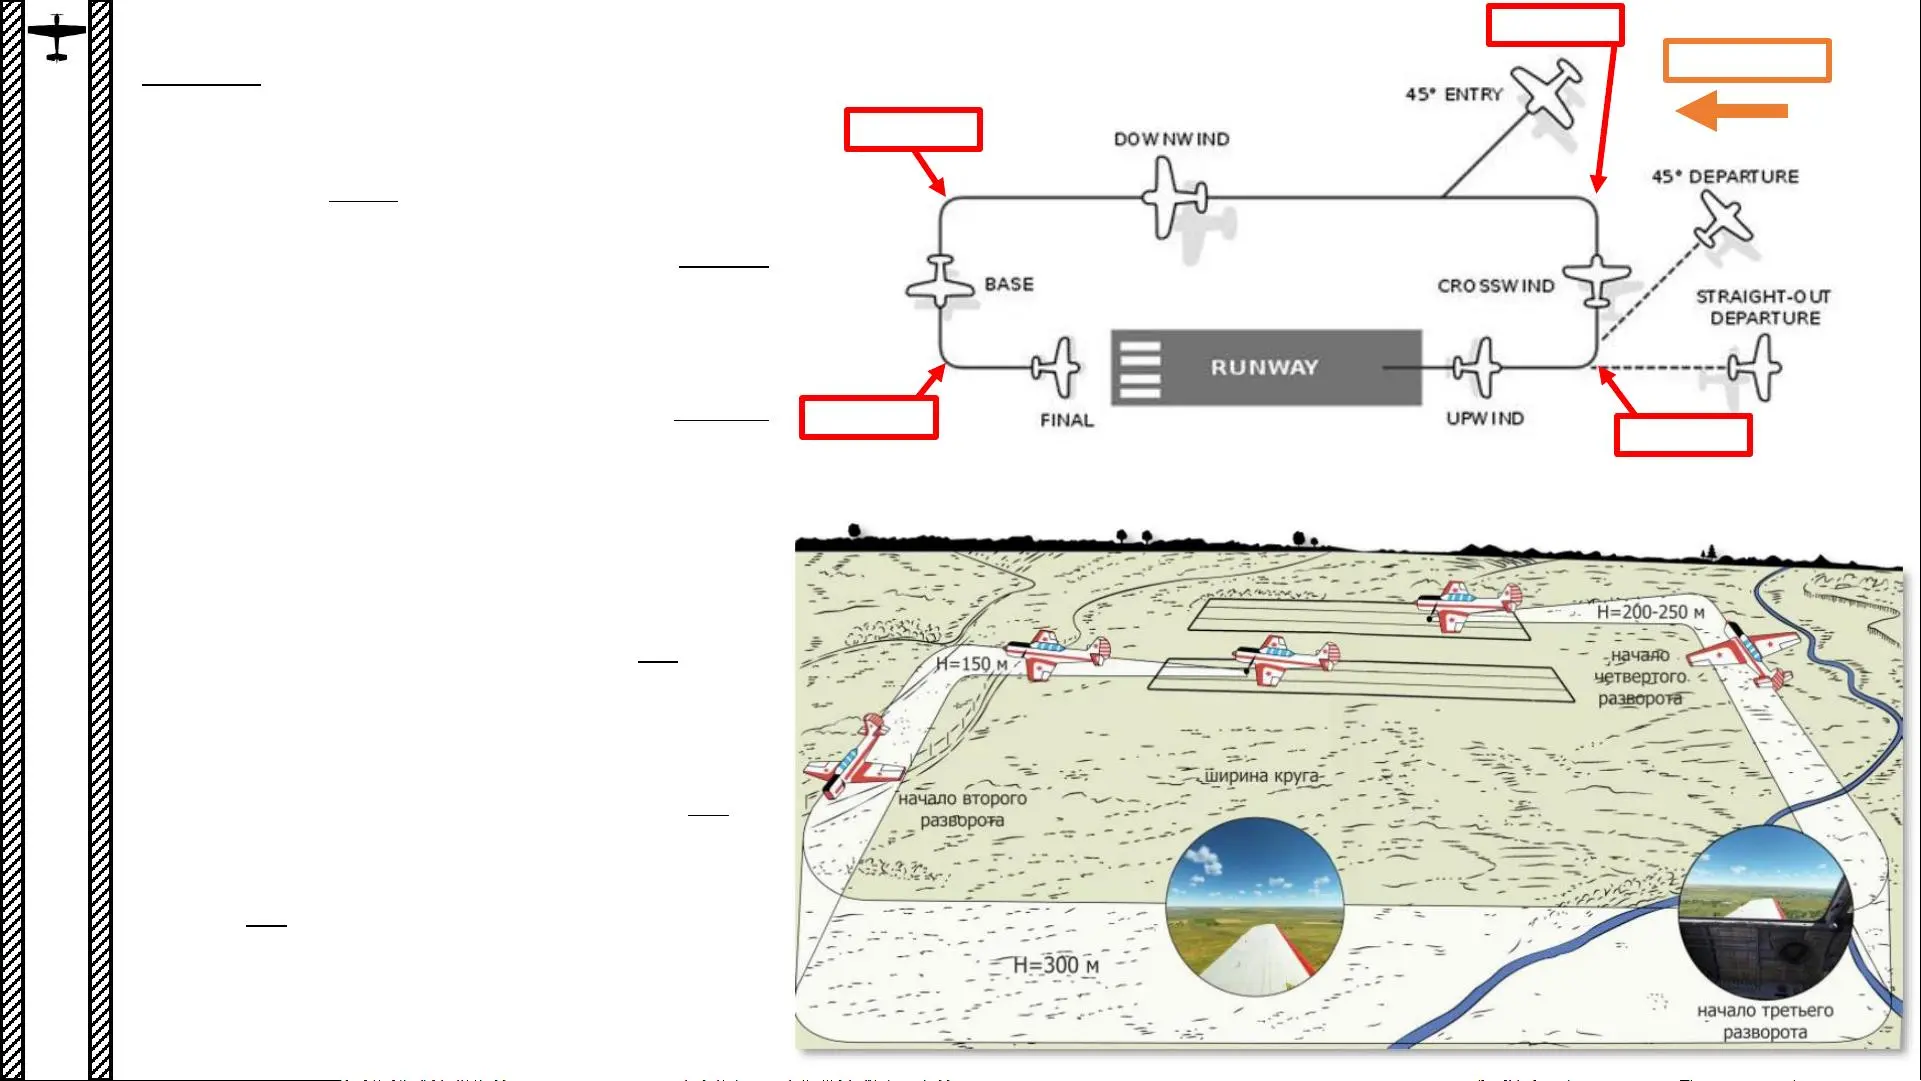 45° ENTRY
DOWNWIND
45° DEPARTURE
BASE
CROSSWIND
STRAIGHT-OUT
DEPARTURE
RUNWAY
FINAL
UPWIND
H=200-250 м
H=150 м
начало
четвертого
разворота
ширина круга
начало второго
разворота
H=300 м
начало третьего
разворота